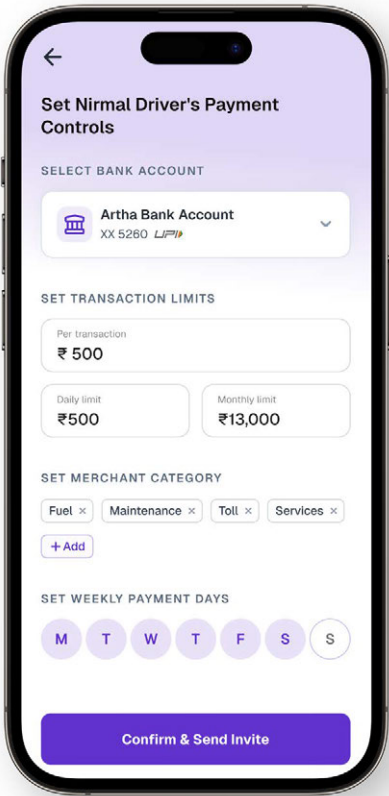 Set Nirmal Driver's Payment
Controls
SELECT BANK ACCOUNT
Artha Bank Account
XX 5260 UPI
SET TRANSACTION LIMITS
Per transaction
₹ 500
Daily limit
Monthly limit
₹500
₹13,000
SET MERCHANT CATEGORY
Fuel × Maintenance × Toll × Services ×
+ Add
SET WEEKLY PAYMENT DAYS
M T W T F S S
Confirm & Send Invite